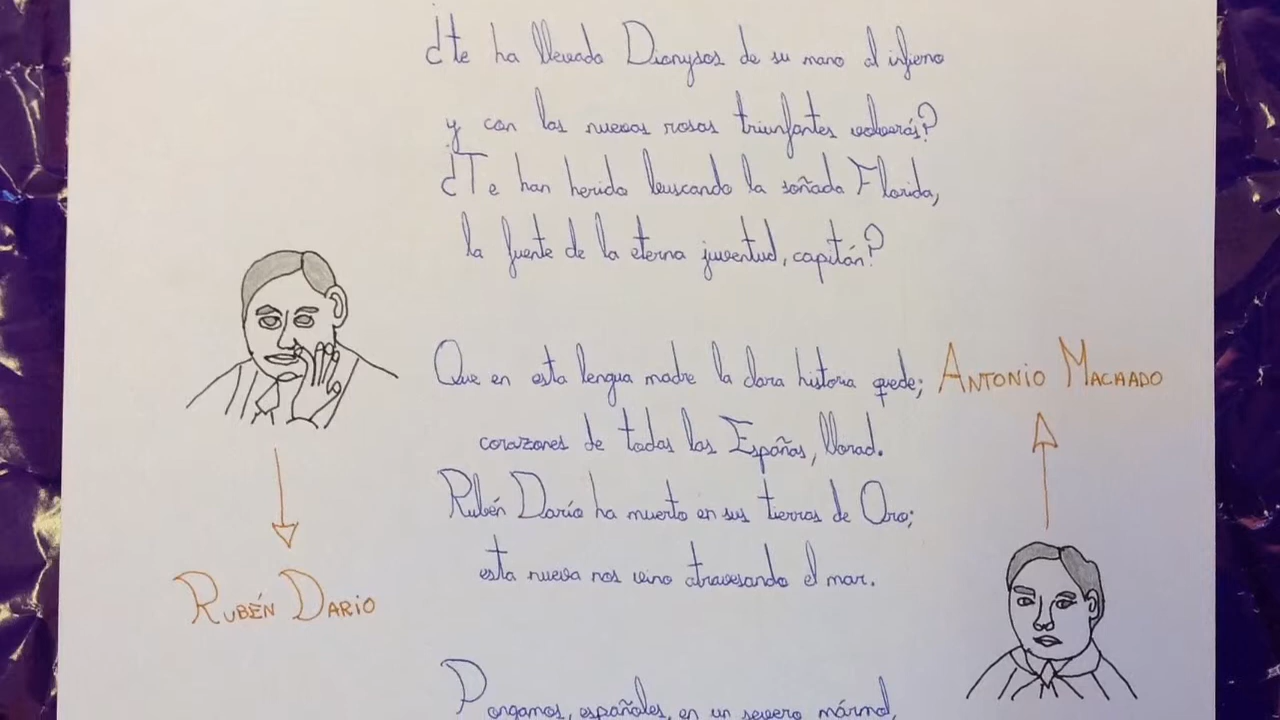 ¿te ha llevado Dionysos de su mano al infierno
y con las nuevas rosas triunfantes volverás?
¿Te han herido buscando la soñada Florida,
la fuente de la eterna juventud, capitán?
Que en esta lengua madre la clara historia quede;
corazones de todas las Españas, llorad.
Rubén Darío ha muerto en sus tierras de Oro;
esta nueva nos vino atravesando el mar.
Pongamos, españoles, en un severo mármol,
RUBÉN DARIO
ANTONIO MACHADO